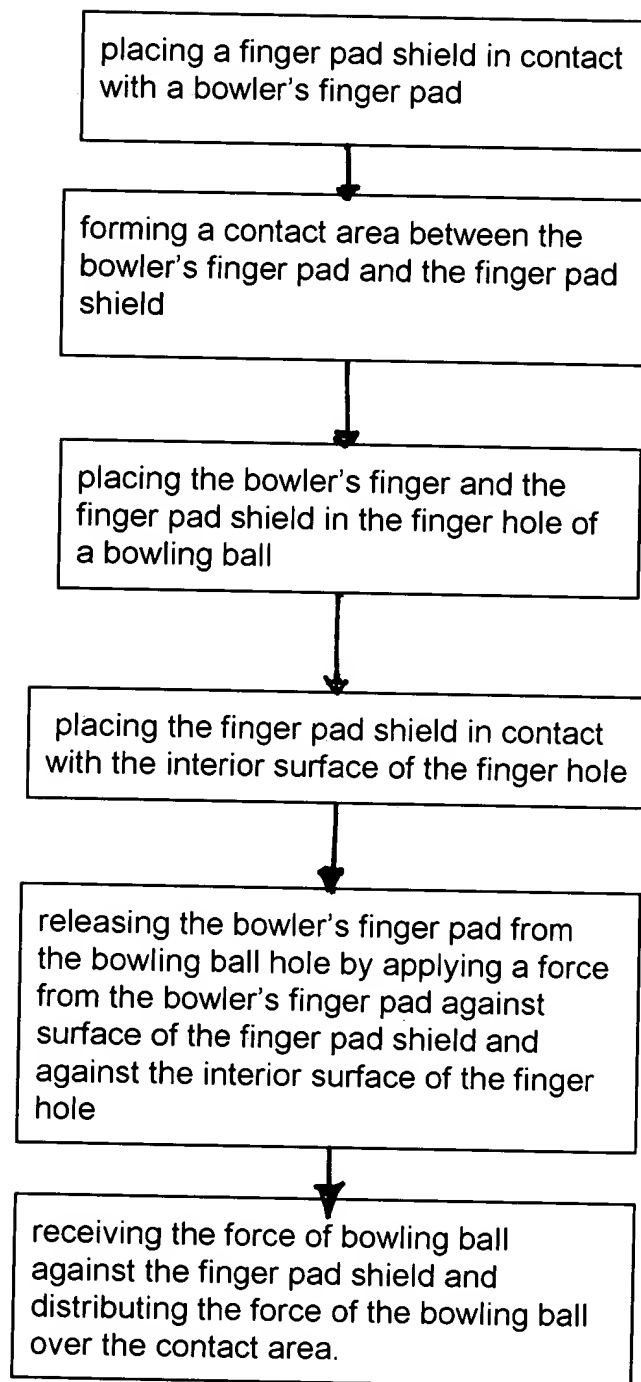 placing a finger pad shield in contact
with a bowler's finger pad
forming a contact area between the
bowler's finger pad and the finger pad
shield
placing the bowler's finger and the
finger pad shield in the finger hole of
a bowling ball
placing the finger pad shield in contact
with the interior surface of the finger hole
releasing the bowler's finger pad from
the bowling ball hole by applying a force
from the bowler's finger pad against
surface of the finger pad shield and
against the interior surface of the finger
hole
receiving the force of bowling ball
against the finger pad shield and
distributing the force of the bowling ball
over the contact area.